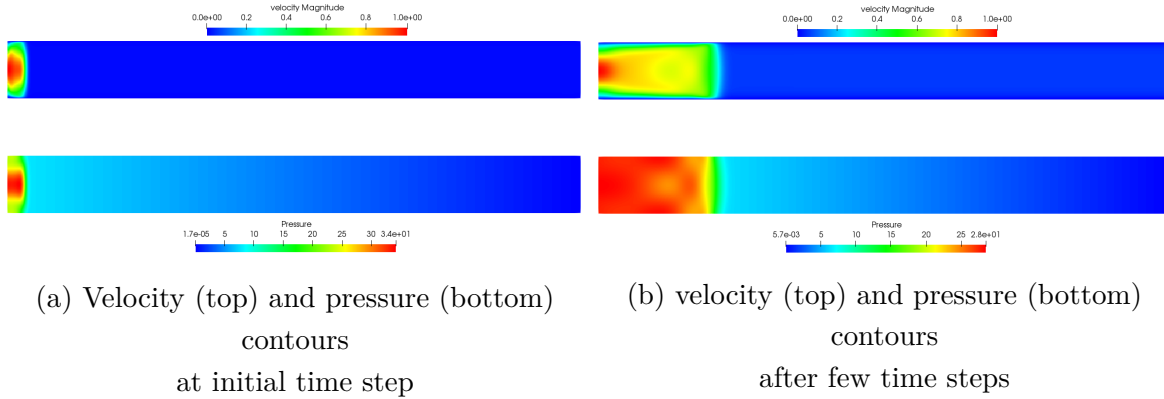 velocity Magnitude
0.0e+00 0.2 0.4 0.6 0.8 1.0e+00
Pressure
1.7e-05 5 10 15 20 25 30 3.4e+01
(a) Velocity (top) and pressure (bottom)
contours
at initial time step
velocity Magnitude
0.0e+00 0.2 0.4 0.6 0.8 1.0e+00
Pressure
5.7e-03 5 10 15 20 25 2.8e+01
(b) velocity (top) and pressure (bottom)
contours
after few time steps